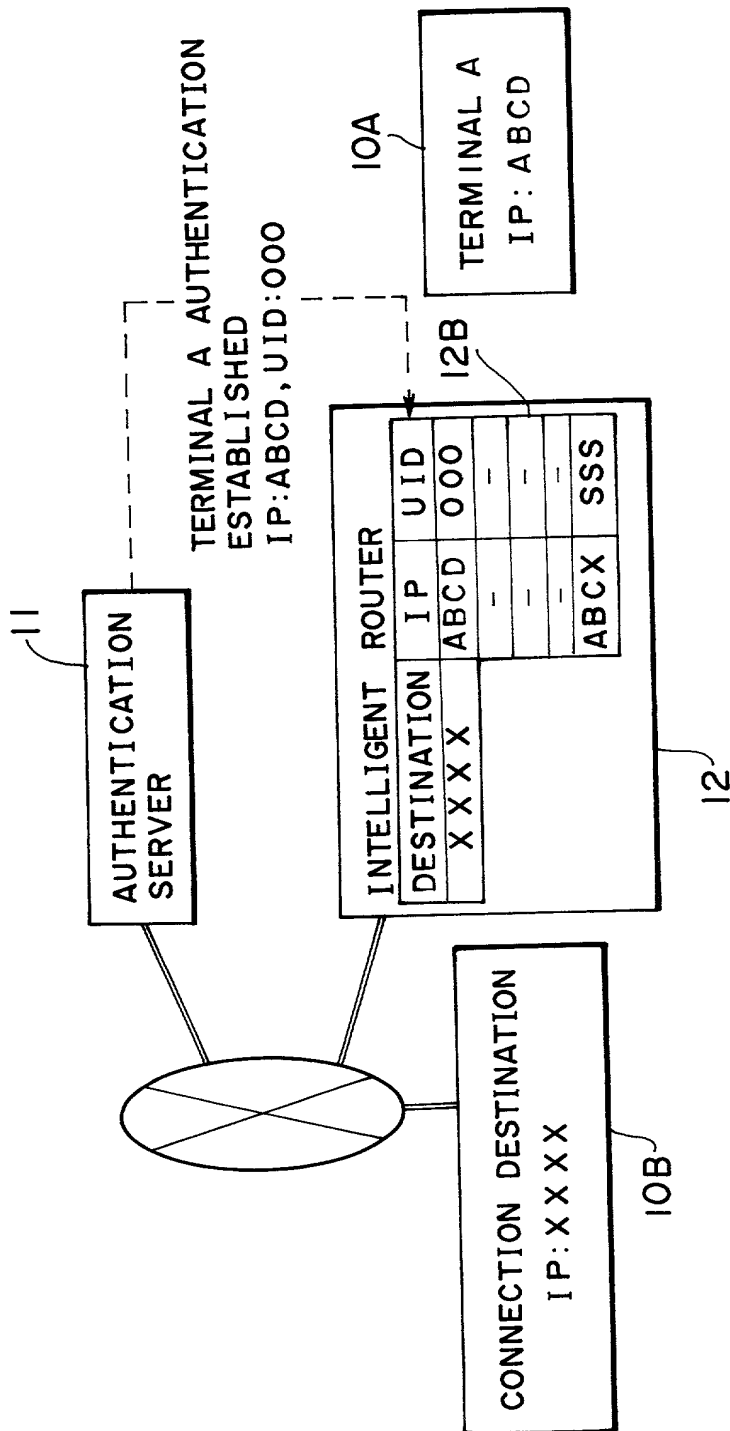 11
AUTHENTICATION
SERVER
TERMINAL A AUTHENTICATION
ESTABLISHED
IP:ABCD,UID:000
10A
TERMINAL A
IP:ABCD
INTELLIGENT ROUTER
DESTINATION IP UID
XXXX ABCD 000
- -
- -
- -
ABCX SSS
12B
12
CONNECTION DESTINATION
IP:XXXX
10B